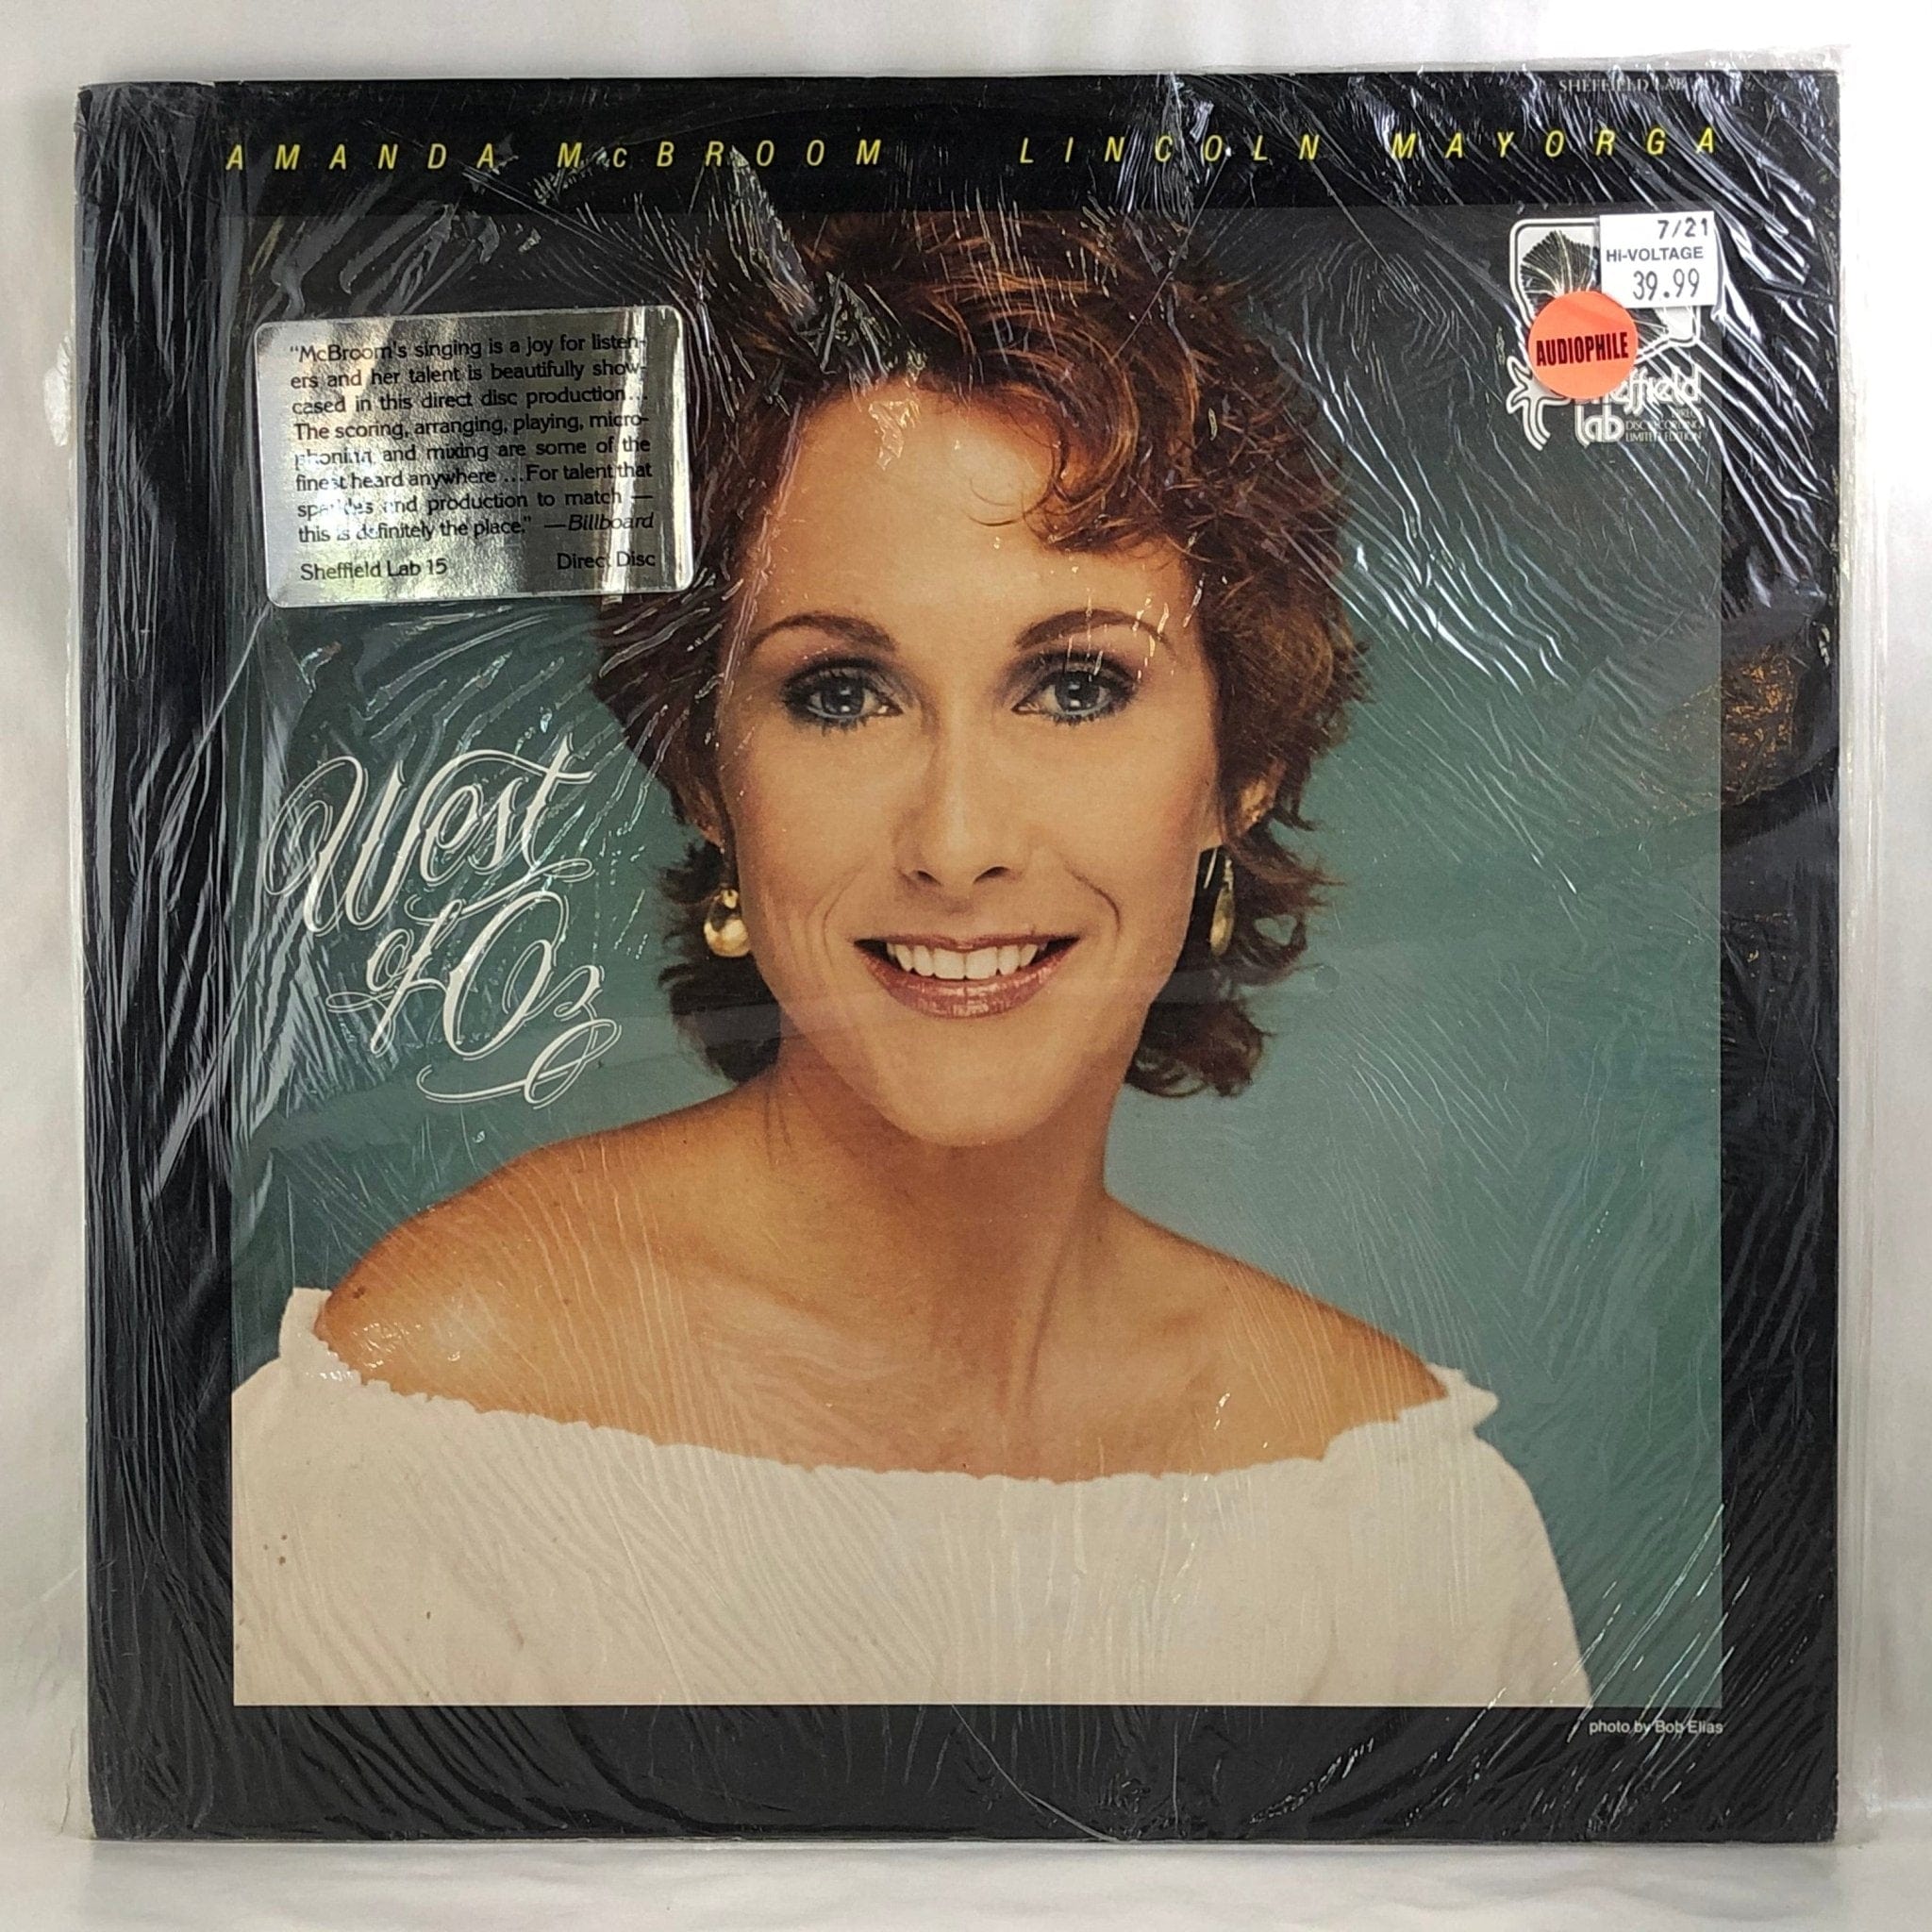 SHEFFIELD LAB
AMANDA McBROOM LINCOLN MAYORGA
7/21
HI-VOLTAGE
39.99
AUDIOPHILE
lab
LIMITED EDITION
"McBroom's singing is a joy for listen-
ers and her talent is beautifully show-
cased in this direct disc production...
The scoring, arranging, playing, micro-
phoning and mixing are some of the
finest heard anywhere ...For talent that
sparkles and production to match —
this is definitely the place." —Billboard
Sheffield Lab 15 Direct Disc
West
of Oz
photo by Bob Elias